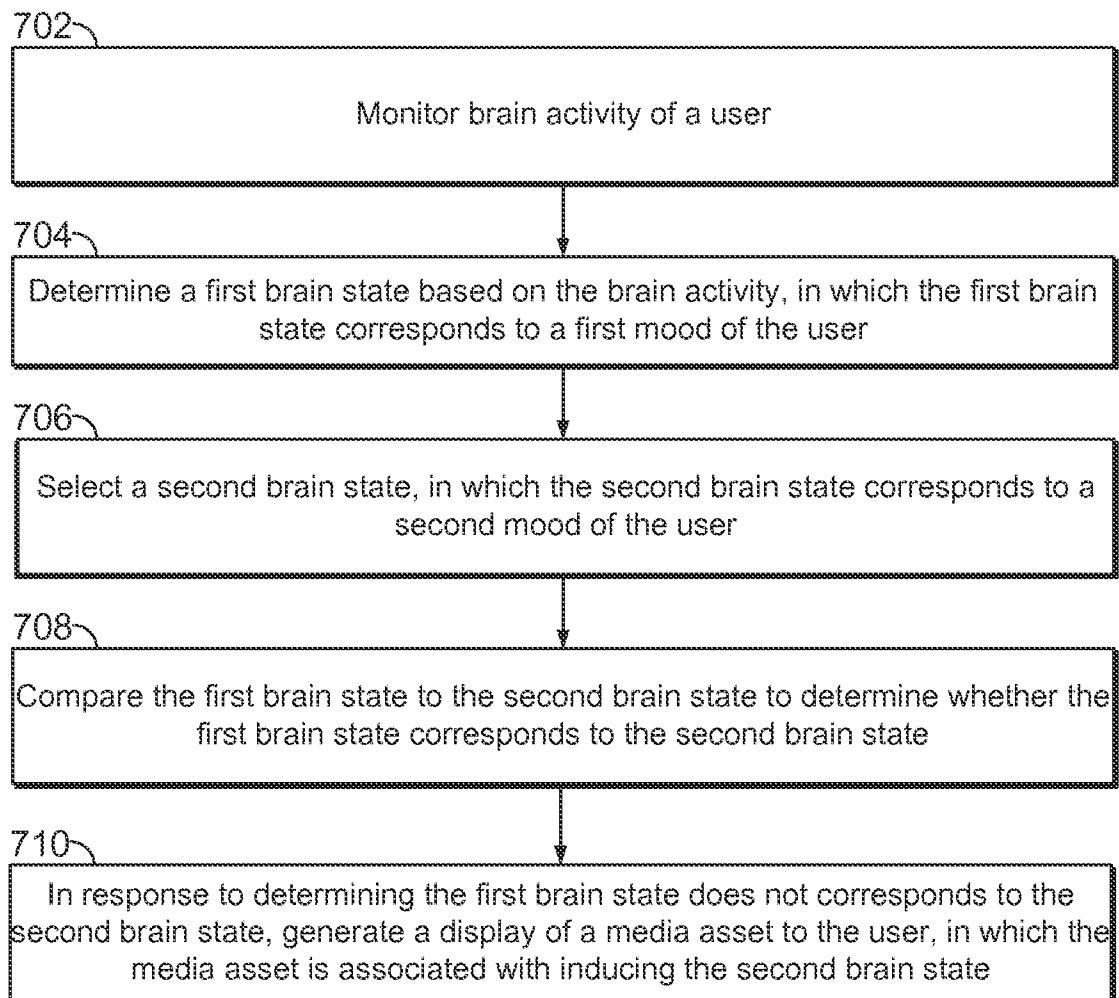 702
Monitor brain activity of a user
704
Determine a first brain state based on the brain activity, in which the first brain
state corresponds to a first mood of the user
706
Select a second brain state, in which the second brain state corresponds to a
second mood of the user
708
Compare the first brain state to the second brain state to determine whether the
first brain state corresponds to the second brain state
710
In response to determining the first brain state does not corresponds to the
second brain state, generate a display of a media asset to the user, in which the
media asset is associated with inducing the second brain state